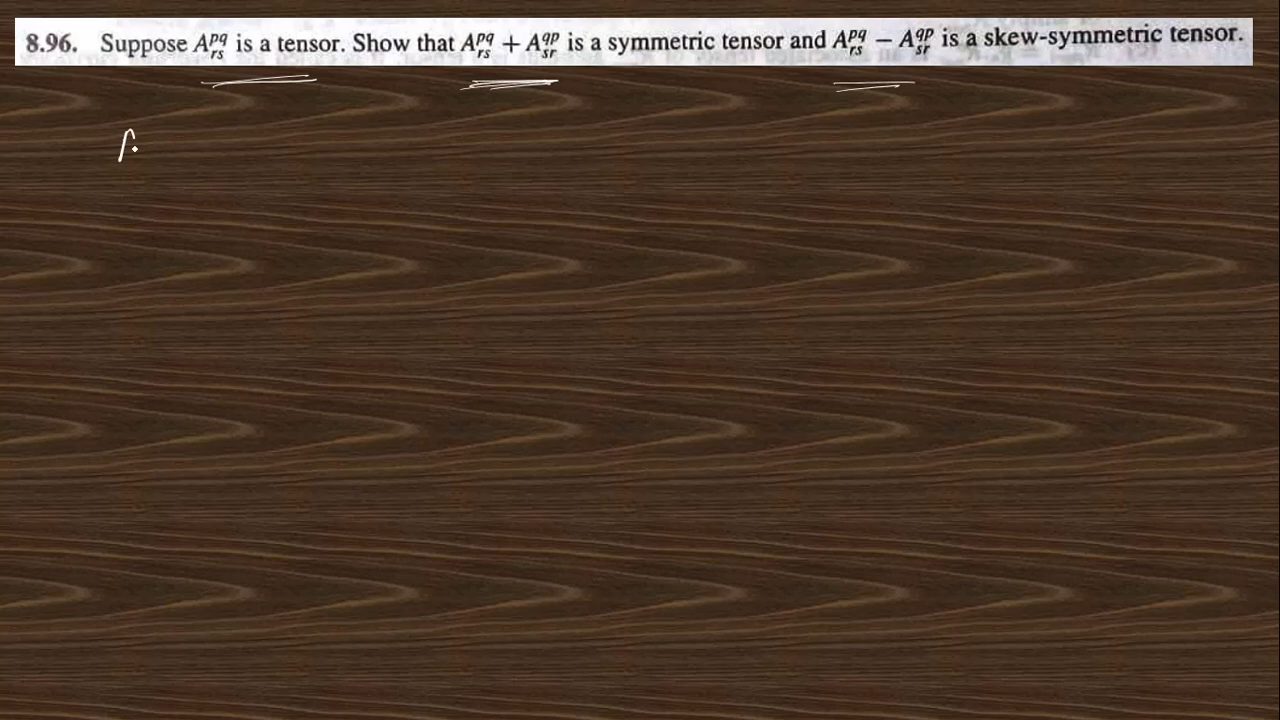 8.96. Suppose A^{pq}_{rs} is a tensor. Show that A^{pq}_{rs} + A^{qp}_{sr} is a symmetric tensor and A^{pq}_{rs} − A^{qp}_{sr} is a skew-symmetric tensor.